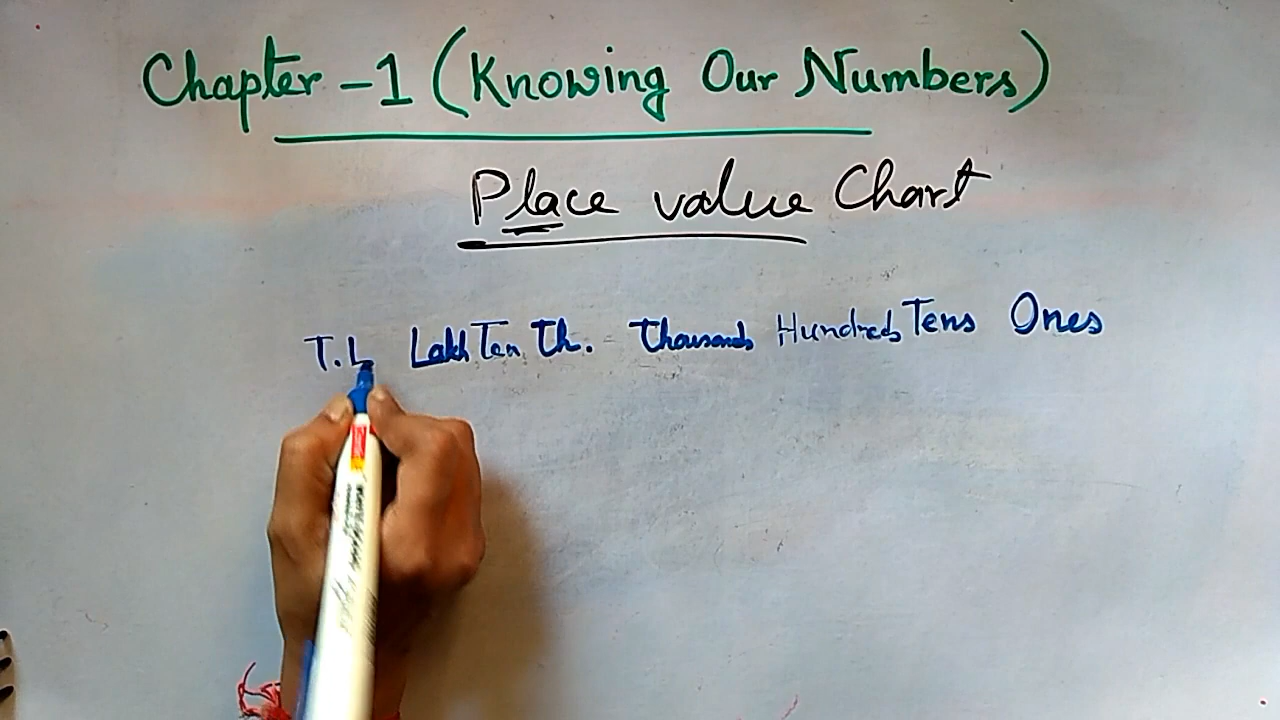 Chapter -1 (Knowing Our Numbers)
Place value Chart
T.L Lakh Ten Th. Thousands Hundreds Tens Ones